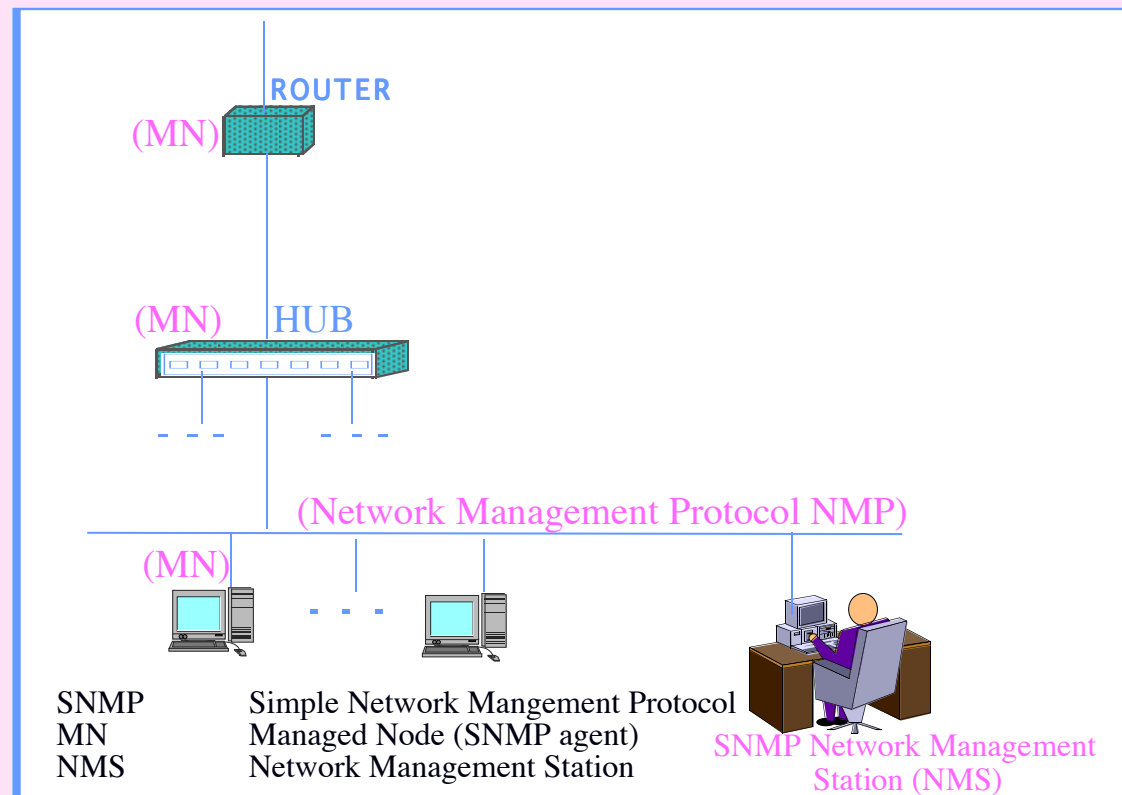 ROUTER
(MN)
(MN) HUB
(Network Management Protocol NMP)
(MN)
SNMP Simple Network Mangement Protocol
MN Managed Node (SNMP agent)
NMS Network Management Station
SNMP Network Management
Station (NMS)